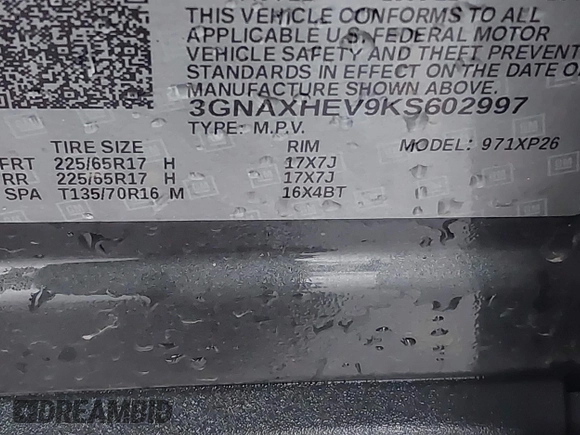 THIS VEHICLE CONFORMS TO ALL
APPLICABLE U.S. FEDERAL MOTOR
VEHICLE SAFETY AND THEFT PREVENT
STANDARDS IN EFFECT ON THE DATE O
MANUFACTURE SHOWN ABOVE.
3GNAXHEV9KS602997
TYPE: M.P.V.
TIRE SIZE RIM MODEL: 971XP26
FRT 225/65R17 H 17X7J
RR 225/65R17 H 17X7J
SPA T135/70R16 M 16X4BT
DREAMBID